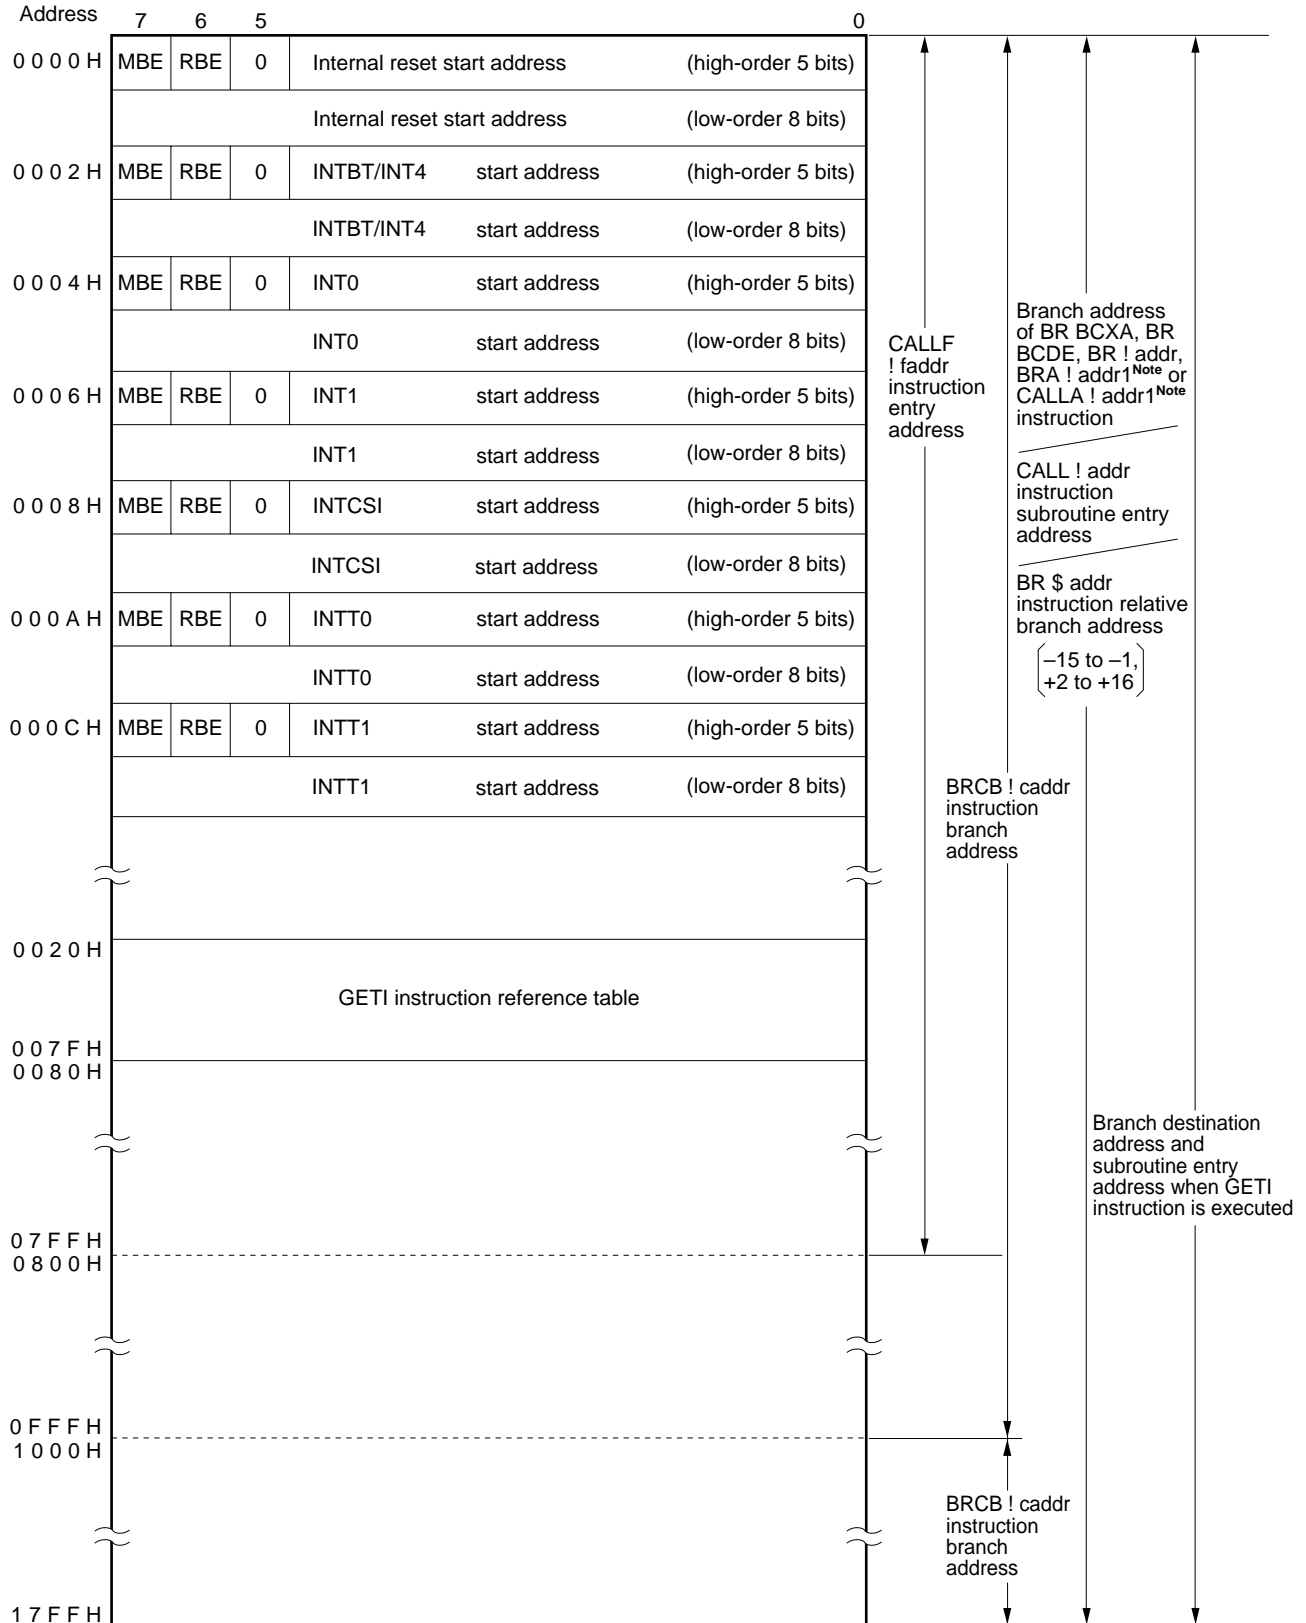 Address
7 6 5 0
0000H MBE RBE 0 Internal reset start address (high-order 5 bits)
Internal reset start address (low-order 8 bits)
0002H MBE RBE 0 INTBT/INT4 start address (high-order 5 bits)
INTBT/INT4 start address (low-order 8 bits)
0004H MBE RBE 0 INT0 start address (high-order 5 bits)
INT0 start address (low-order 8 bits)
0006H MBE RBE 0 INT1 start address (high-order 5 bits)
INT1 start address (low-order 8 bits)
0008H MBE RBE 0 INTCSI start address (high-order 5 bits)
INTCSI start address (low-order 8 bits)
000AH MBE RBE 0 INTT0 start address (high-order 5 bits)
INTT0 start address (low-order 8 bits)
000CH MBE RBE 0 INTT1 start address (high-order 5 bits)
INTT1 start address (low-order 8 bits)
0020H
GETI instruction reference table
007FH
0080H
07FFH
0800H
0FFFH
1000H
17FFH
CALLF
! faddr
instruction
entry
address
Branch address
of BR BCXA, BR
BCDE, BR ! addr,
BRA ! addr1Note or
CALLA ! addr1Note
instruction
CALL ! addr
instruction
subroutine entry
address
BR $ addr
instruction relative
branch address
–15 to –1,
+2 to +16
BRCB ! caddr
instruction
branch
address
Branch destination
address and
subroutine entry
address when GETI
instruction is executed
BRCB ! caddr
instruction
branch
address